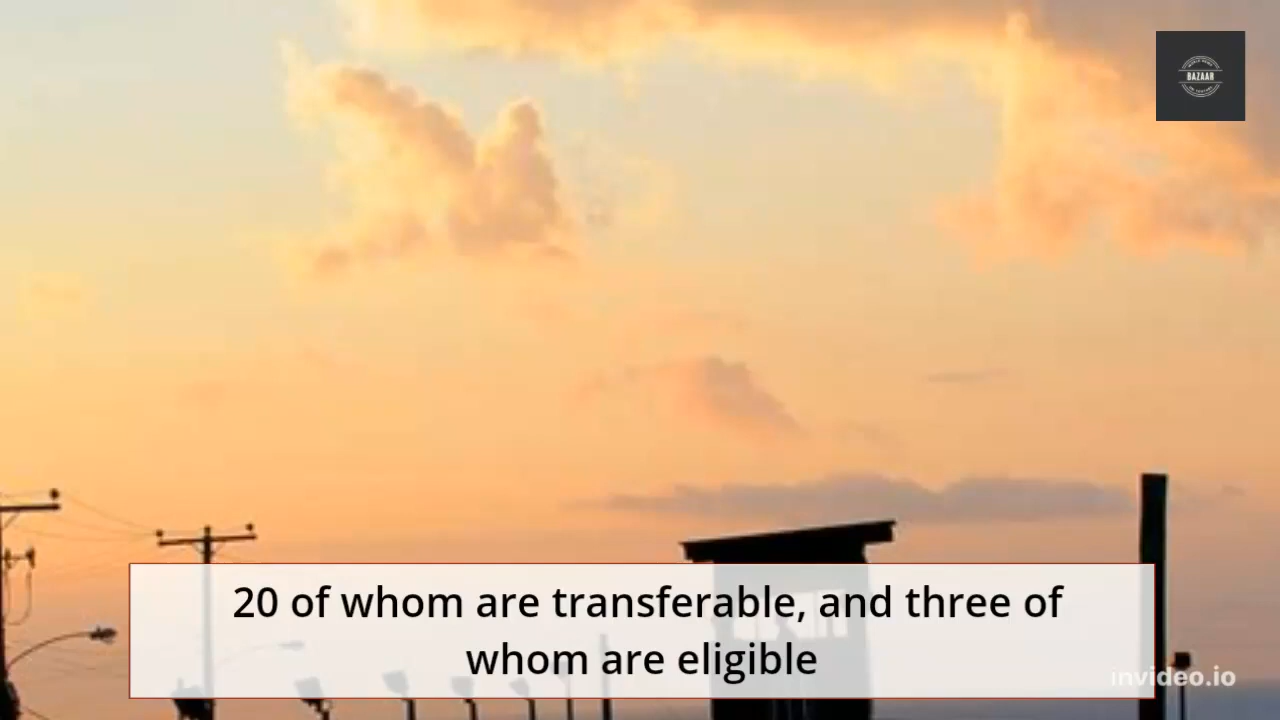 BAZAAR
20 of whom are transferable, and three of
whom are eligible
invideo.io